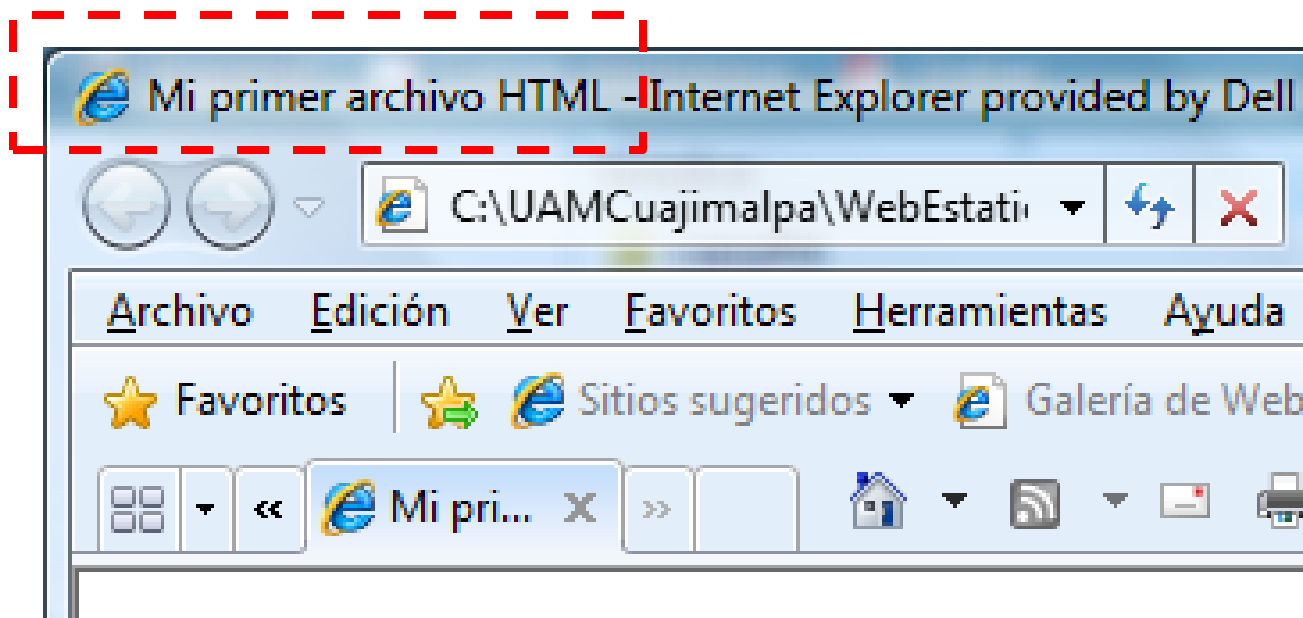 Mi primer archivo HTML - Internet Explorer provided by Dell
C:\UAMCuajimalpa\WebEstati
Archivo Edición Ver Favoritos Herramientas Ayuda
Favoritos Sitios sugeridos Galería de Web
« Mi pri... X »